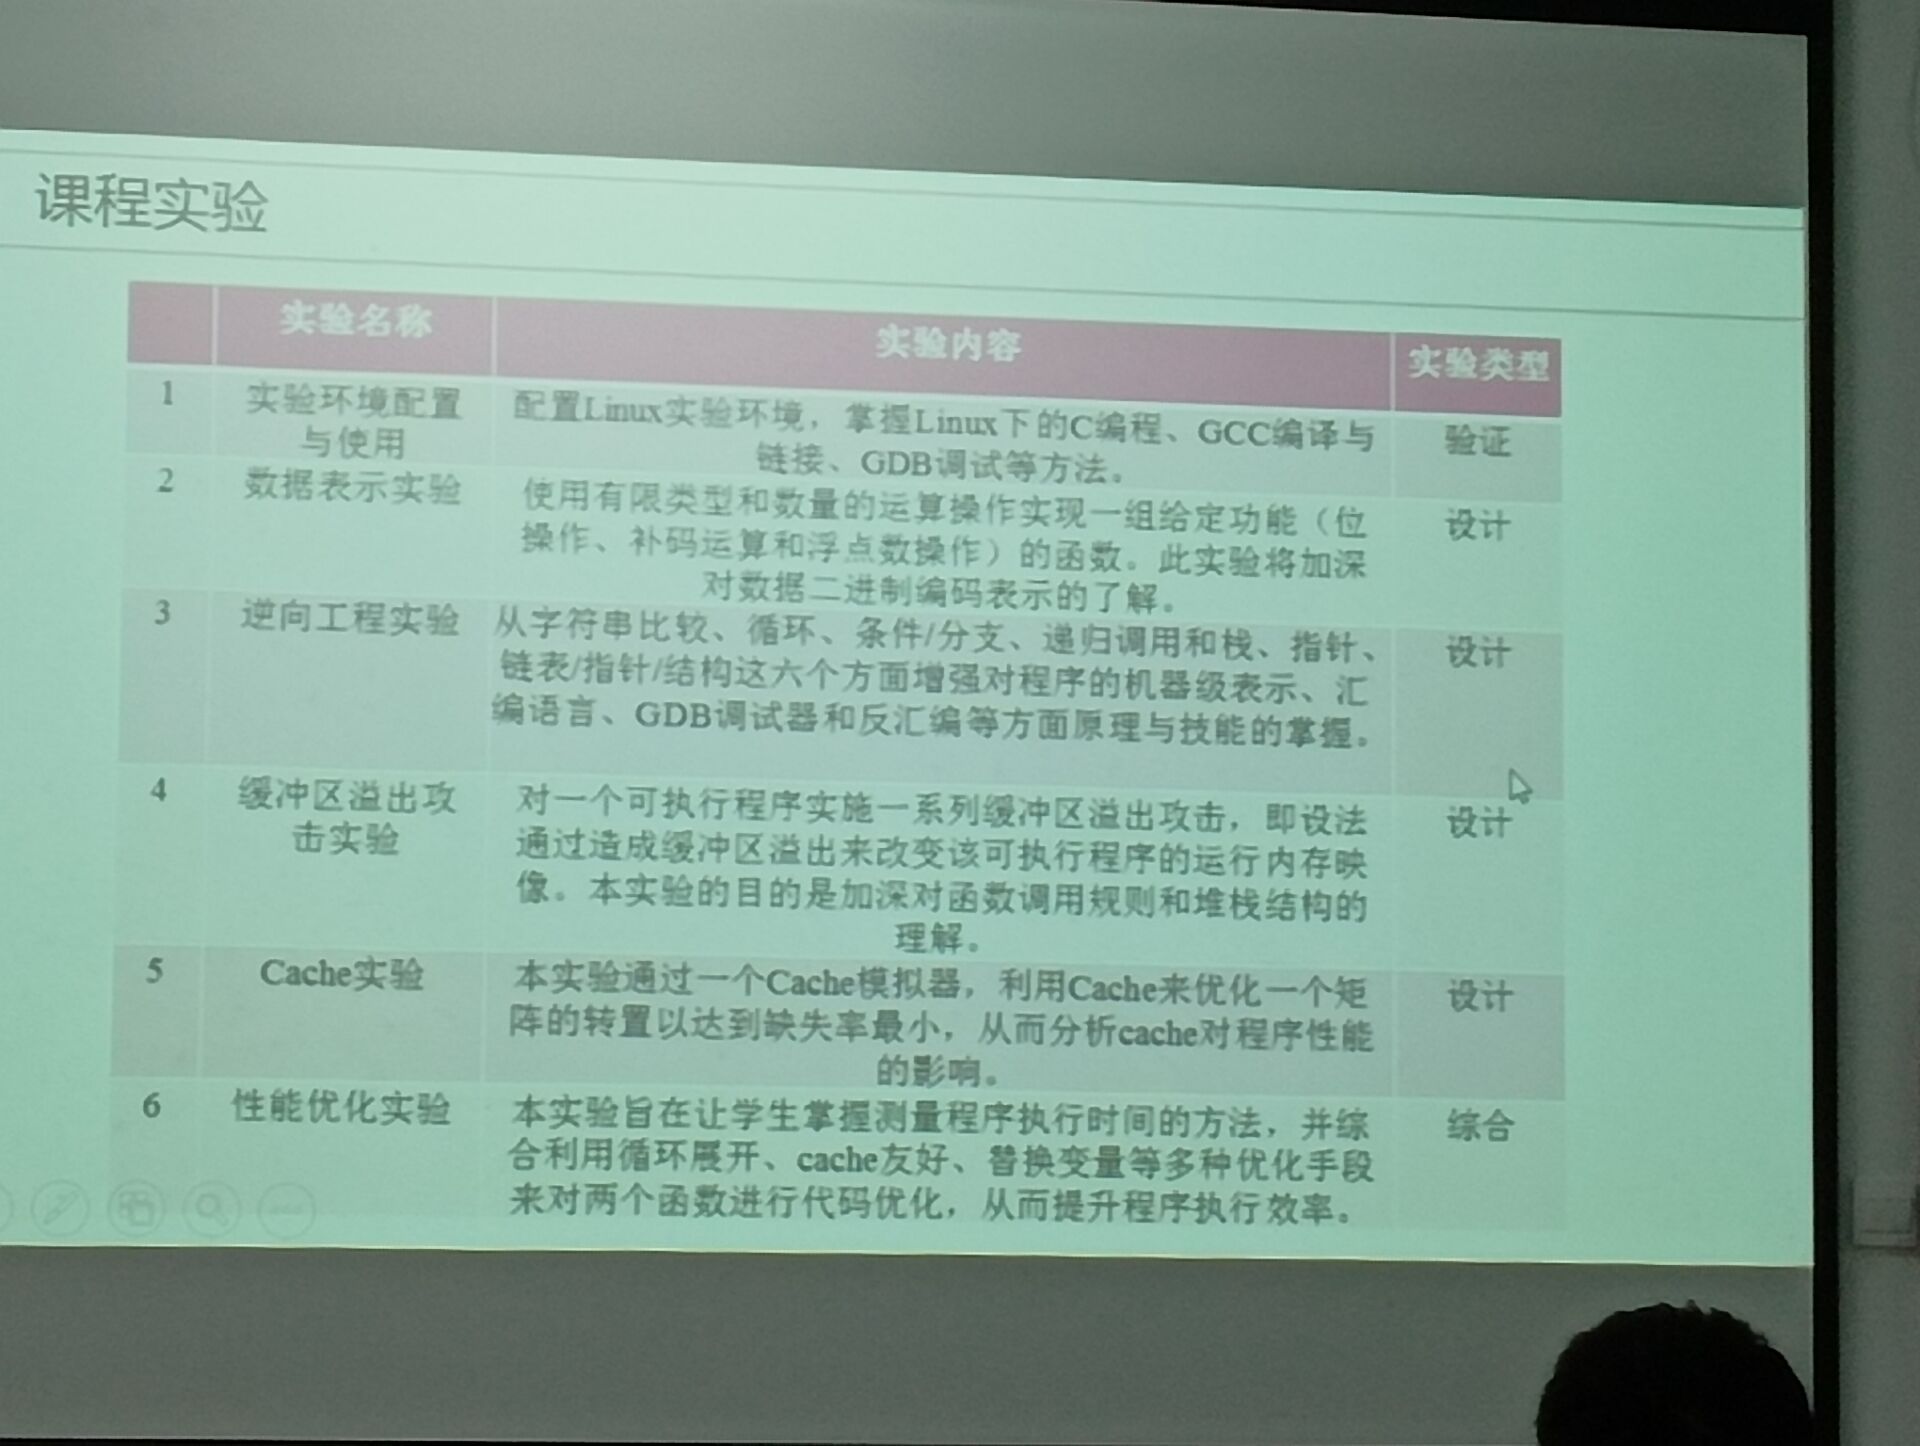 课程实验
实验名称 实验内容 实验类型
1 实验环境配置与使用 配置Linux实验环境，掌握Linux下的C编程、GCC编译与 验证
链接、GDB调试等方法。
2 数据表示实验 使用有限类型和数量的运算操作实现一组给定功能（位 设计
操作、补码运算和浮点数操作）的函数。此实验将加深
对数据二进制编码表示的了解。
3 逆向工程实验 从字符串比较、循环、条件/分支、递归调用和栈、指针、 设计
链表/指针/结构这六个方面增强对程序的机器级表示、汇
编语言、GDB调试器和反汇编等方面原理与技能的掌握。
4 缓冲区溢出攻击实验 对一个可执行程序实施一系列缓冲区溢出攻击，即设法 设计
通过造成缓冲区溢出来改变该可执行程序的运行内存映
像。本实验的目的是加深对函数调用规则和堆栈结构的
理解。
5 Cache实验 本实验通过一个Cache模拟器，利用Cache来优化一个矩 设计
阵的转置以达到缺失率最小，从而分析cache对程序性能
的影响。
6 性能优化实验 本实验旨在让学生掌握测量程序执行时间的方法，并综 综合
合利用循环展开、cache友好、替换变量等多种优化手段
来对两个函数进行代码优化，从而提升程序执行效率。